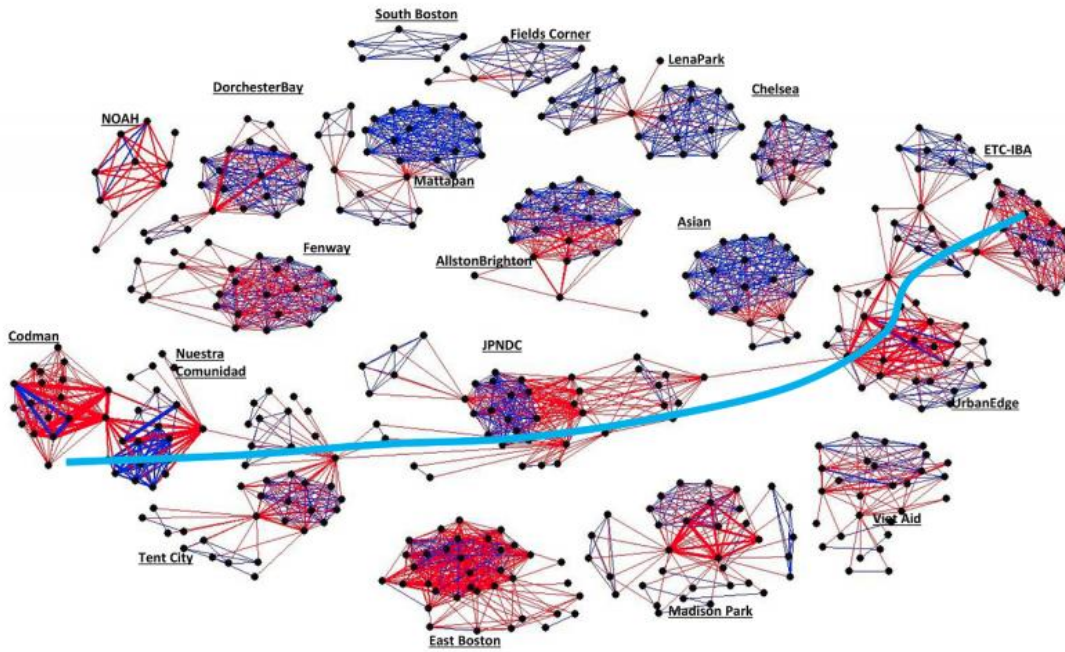 South Boston
Fields Corner
LenaPark
DorchesterBay
Chelsea
NOAH
ETC-IBA
Mattapan
Asian
Fenway
AllstonBrighton
Codman
Nuestra
Comunidad
JPNDC
UrbanEdge
Viet Aid
Tent City
Madison Park
East Boston